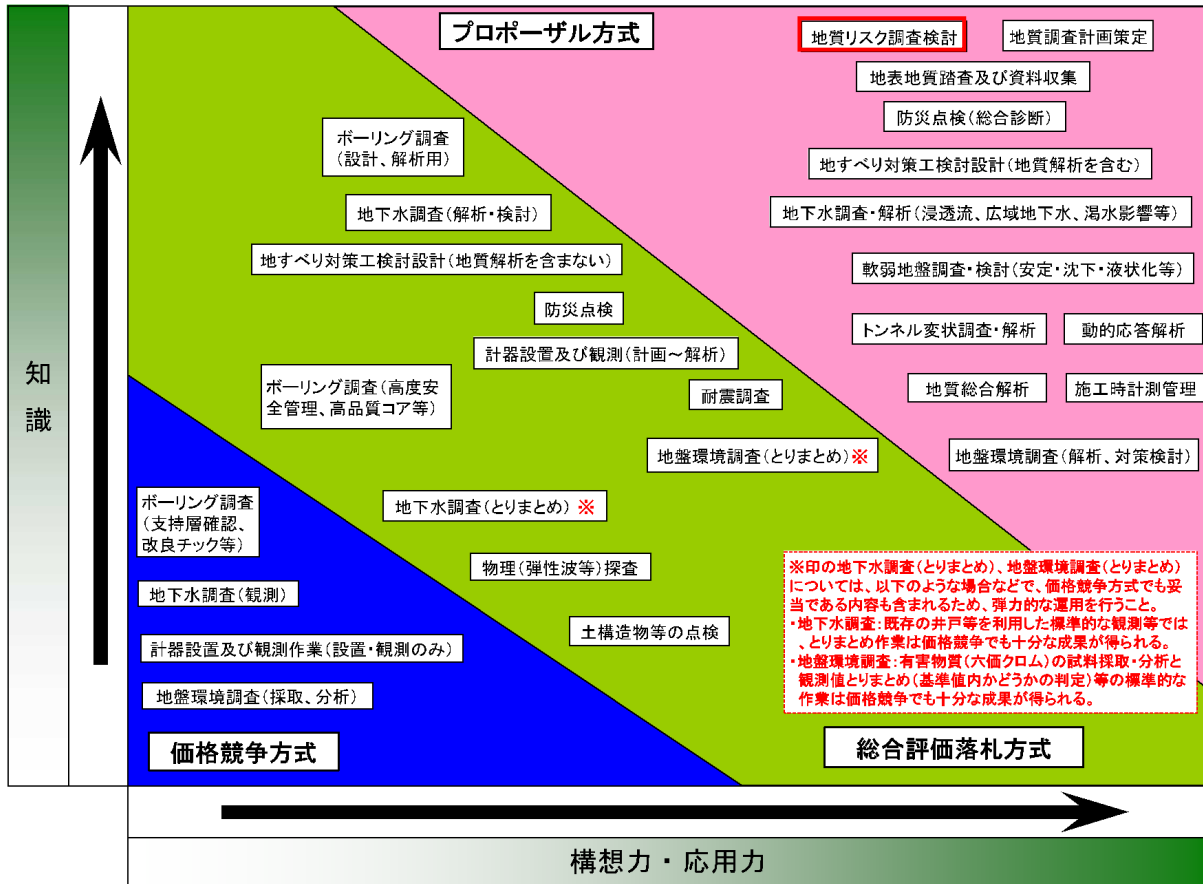 プロポーザル方式
地質リスク調査検討
地質調査計画策定
地表地質踏査及び資料収集
防災点検(総合診断)
ボーリング調査
(設計、解析用)
地すべり対策工検討設計(地質解析を含む)
地下水調査(解析・検討)
地下水調査・解析(浸透流、広域地下水、渇水影響等)
地すべり対策工検討設計(地質解析を含まない)
軟弱地盤調査・検討(安定・沈下・液状化等)
防災点検
トンネル変状調査・解析
動的応答解析
計器設置及び観測(計画～解析)
ボーリング調査(高度安
全管理、高品質コア等)
耐震調査
地質総合解析
施工時計測管理
知
識
地盤環境調査(とりまとめ)※
地盤環境調査(解析、対策検討)
ボーリング調査
(支持層確認、
改良チック等)
地下水調査(とりまとめ)※
物理(弾性波等)探査
地下水調査(観測)
土構造物等の点検
計器設置及び観測作業(設置・観測のみ)
地盤環境調査(採取、分析)
※印の地下水調査(とりまとめ)、地盤環境調査(とりまとめ)
については、以下のような場合などで、価格競争方式でも妥
当である内容も含まれるため、弾力的な運用を行うこと。
・地下水調査:既存の井戸等を利用した標準的な観測等では
、とりまとめ作業は価格競争でも十分な成果が得られる。
・地盤環境調査:有害物質(六価クロム)の試料採取・分析と
観測値とりまとめ(基準値内かどうかの判定)等の標準的な
作業は価格競争でも十分な成果が得られる。
価格競争方式
総合評価落札方式
構想力・応用力